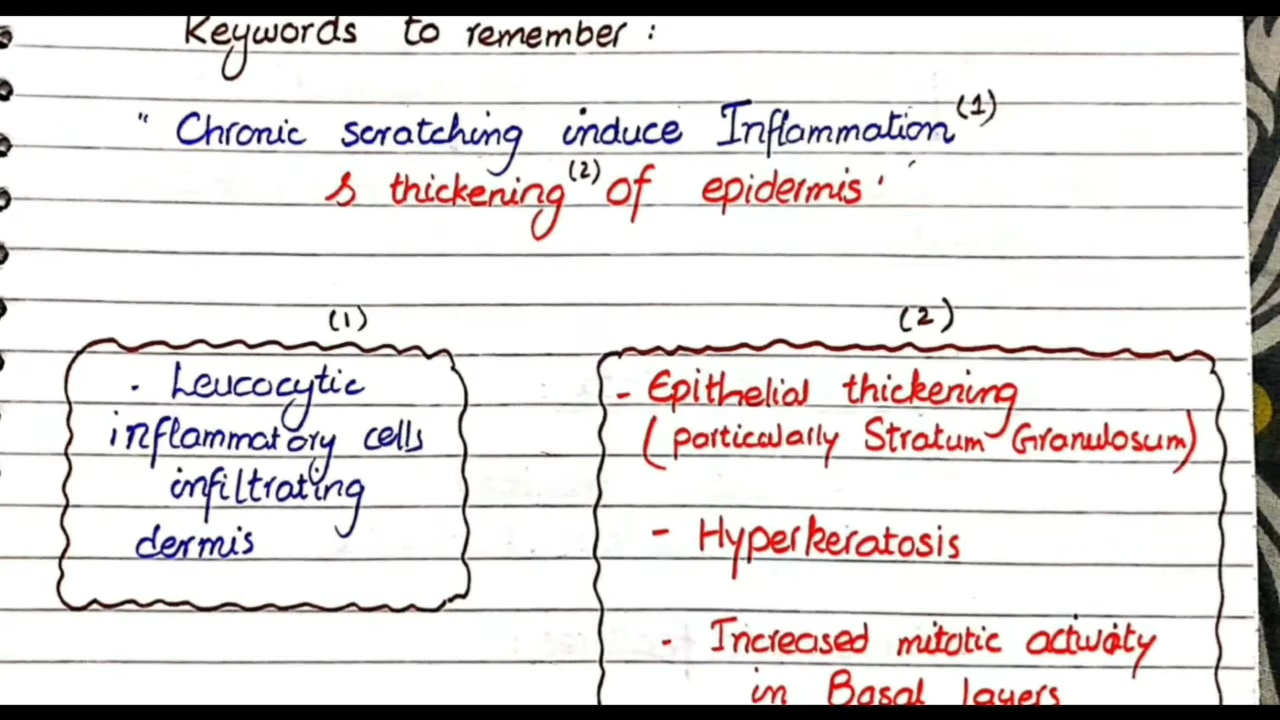 Keywords to remember :
" Chronic scratching induce Inflammation (1)
& thickening (2) of epidermis. "
(1)
. Leucocytic
inflammatory cells
infiltrating
dermis
(2)
- Epithelial thickening
(particularly Stratum Granulosum)
- Hyperkeratosis
- Increased mitotic activity
in Basal layers